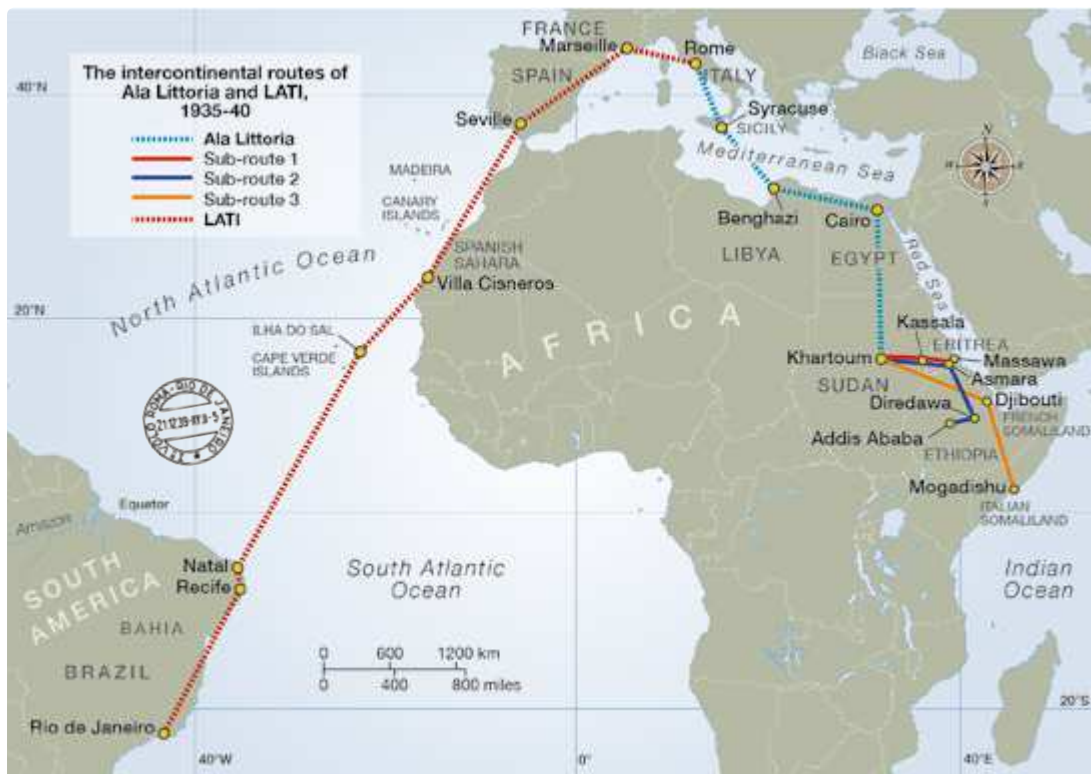 The intercontinental routes of
Ala Littoria and LATI,
1935-40
Ala Littoria
Sub-route 1
Sub-route 2
Sub-route 3
LATI
40°N
FRANCE
Marseille
Rome
SPAIN
ITALY
Black Sea
Seville
Syracuse
SICILY
Mediterranean Sea
N
MADEIRA
CANARY
ISLANDS
Benghazi
Cairo
LIBYA
EGYPT
Red Sea
SPANISH
SAHARA
Villa Cisneros
North Atlantic Ocean
20°N
AFRICA
ILHA DO SAL
CAPE VERDE
ISLANDS
Kassala
ERITREA
Khartoum
Massawa
Asmara
SUDAN
Djibouti
Diredawa
FRENCH
SOMALILAND
Addis Ababa
ETHIOPIA
Mogadishu
ITALIAN
SOMALILAND
ROMA-RIO DE JANEIRO
Equator
Amazon
Natal
Recife
SOUTH
AMERICA
BAHIA
BRAZIL
South Atlantic
Ocean
Indian
Ocean
0 600 1200 km
0 400 800 miles
Rio de Janeiro
20°S
40°W
0°
40°E